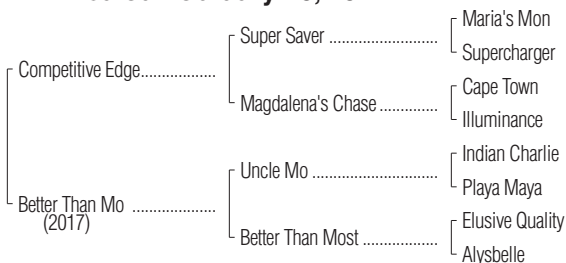 Maria's Mon
Super Saver ........................
Supercharger
Competitive Edge.................
Cape Town
Magdalena's Chase ..............
Illuminance
Indian Charlie
Uncle Mo ...........................
Playa Maya
Better Than Mo ...................
(2017)
Elusive Quality
Better Than Most .................
Alysbelle